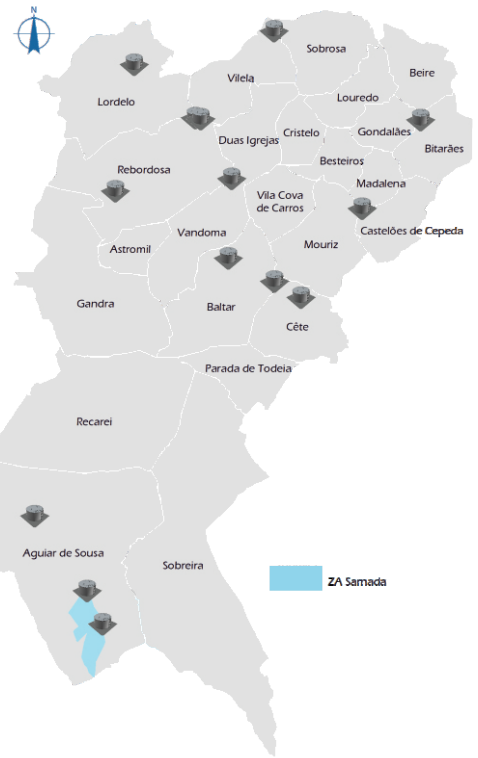 N
Sobrosa
Vilela
Beire
Lordelo
Louredo
Cristelo
Gondalães
Duas Igrejas
Bitarães
Besteiros
Rebordosa
Madalena
Vila Cova
de Carros
Castelões de Cepeda
Vandoma
Mouriz
Astromil
Gandra
Baltar
Cête
Parada de Todeia
Recarei
Aguiar de Sousa
Sobreira
ZA Samada